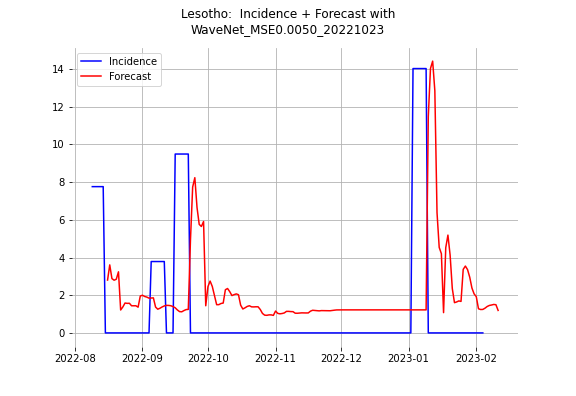 Lesotho:  Incidence + Forecast with
WaveNet_MSE0.0050_20221023
Incidence
Forecast
14
12
10
8
6
4
2
0
2022-08 2022-09 2022-10 2022-11 2022-12 2023-01 2023-02